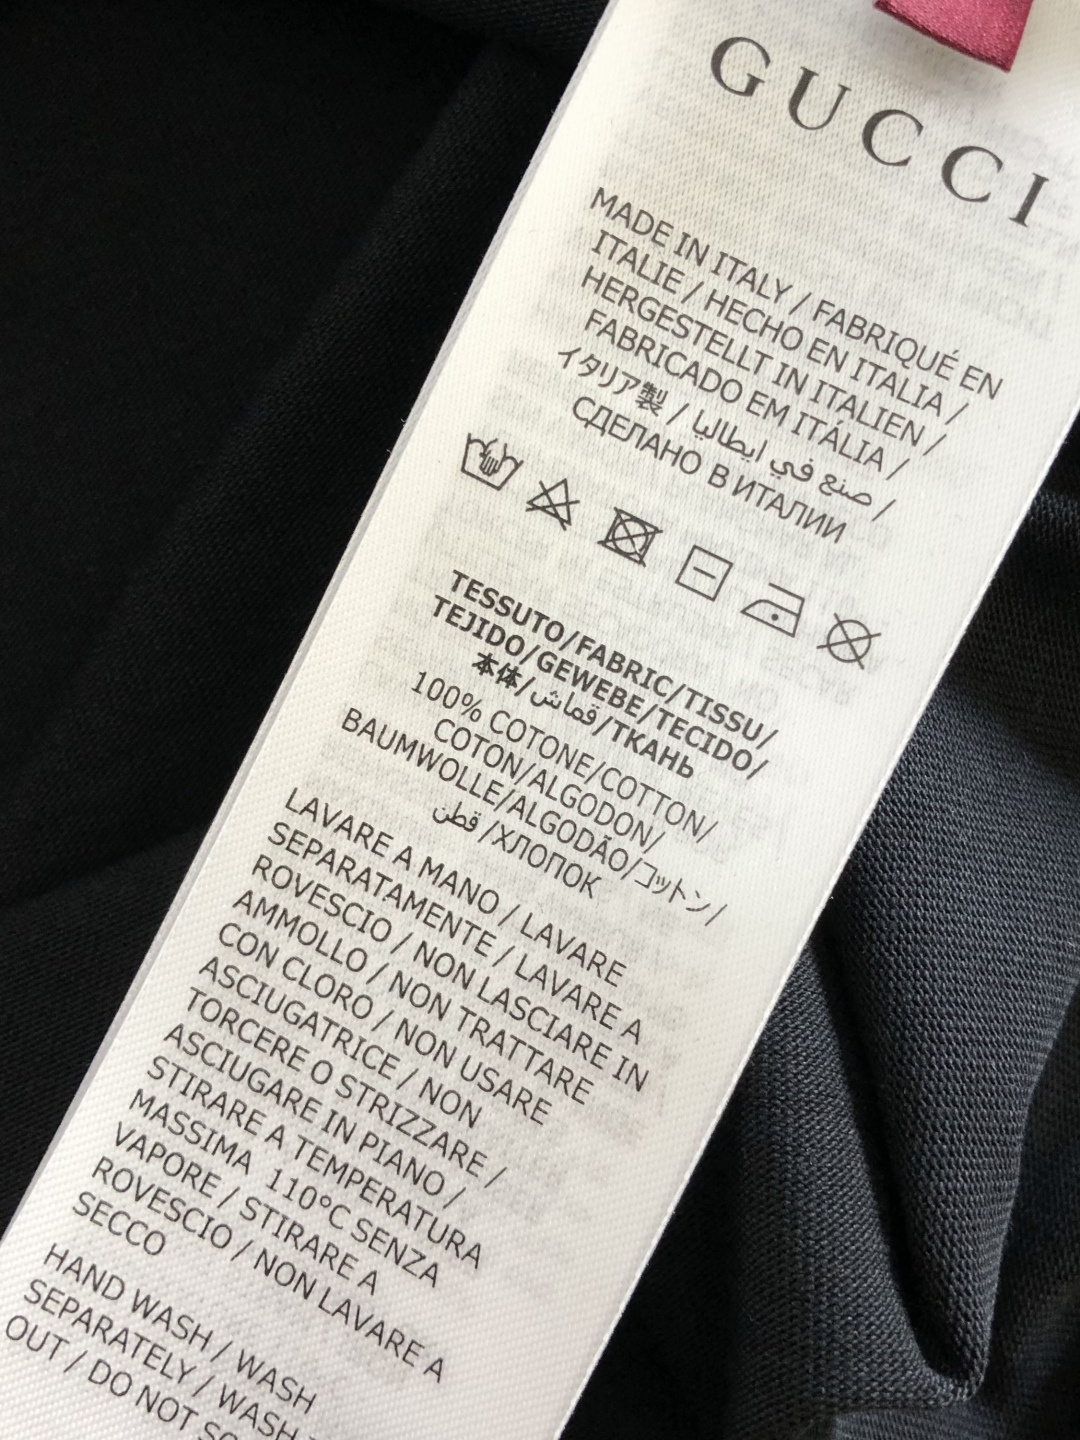 GUCCI
MADE IN ITALY / FABRIQUÉ EN
ITALIE / HECHO EN ITALIA /
HERGESTELLT IN ITALIEN /
FABRICADO EM ITÁLIA /
イタリア製 / صنع في ايطاليا /
СДЕЛАНО В ИТАЛИИ
TESSUTO/FABRIC/TISSU/
TEJIDO/GEWEBE/TECIDO/
本体/قماش/ТКАНЬ
100% COTONE/COTTON/
COTON/ALGODON/
BAUMWOLLE/ALGODÃO/コットン/
قطن /ХЛОПОК
LAVARE A MANO / LAVARE
SEPARATAMENTE / LAVARE A
ROVESCIO / NON LASCIARE IN
AMMOLLO / NON TRATTARE
CON CLORO / NON USARE
ASCIUGATRICE / NON
TORCERE O STRIZZARE /
ASCIUGARE IN PIANO /
STIRARE A TEMPERATURA
MASSIMA 110°C SENZA
VAPORE / STIRARE A
ROVESCIO / NON LAVARE A
SECCO
HAND WASH / WASH
SEPARATELY / WASH
OUT / DO NOT